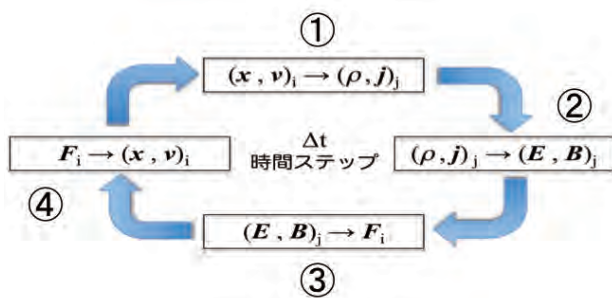 ①
(x , v)i → (ρ , j)j
②
Fi → (x , v)i
Δt
時間ステップ
(ρ , j) j → (E , B)j
④
(E , B)j → Fi
③